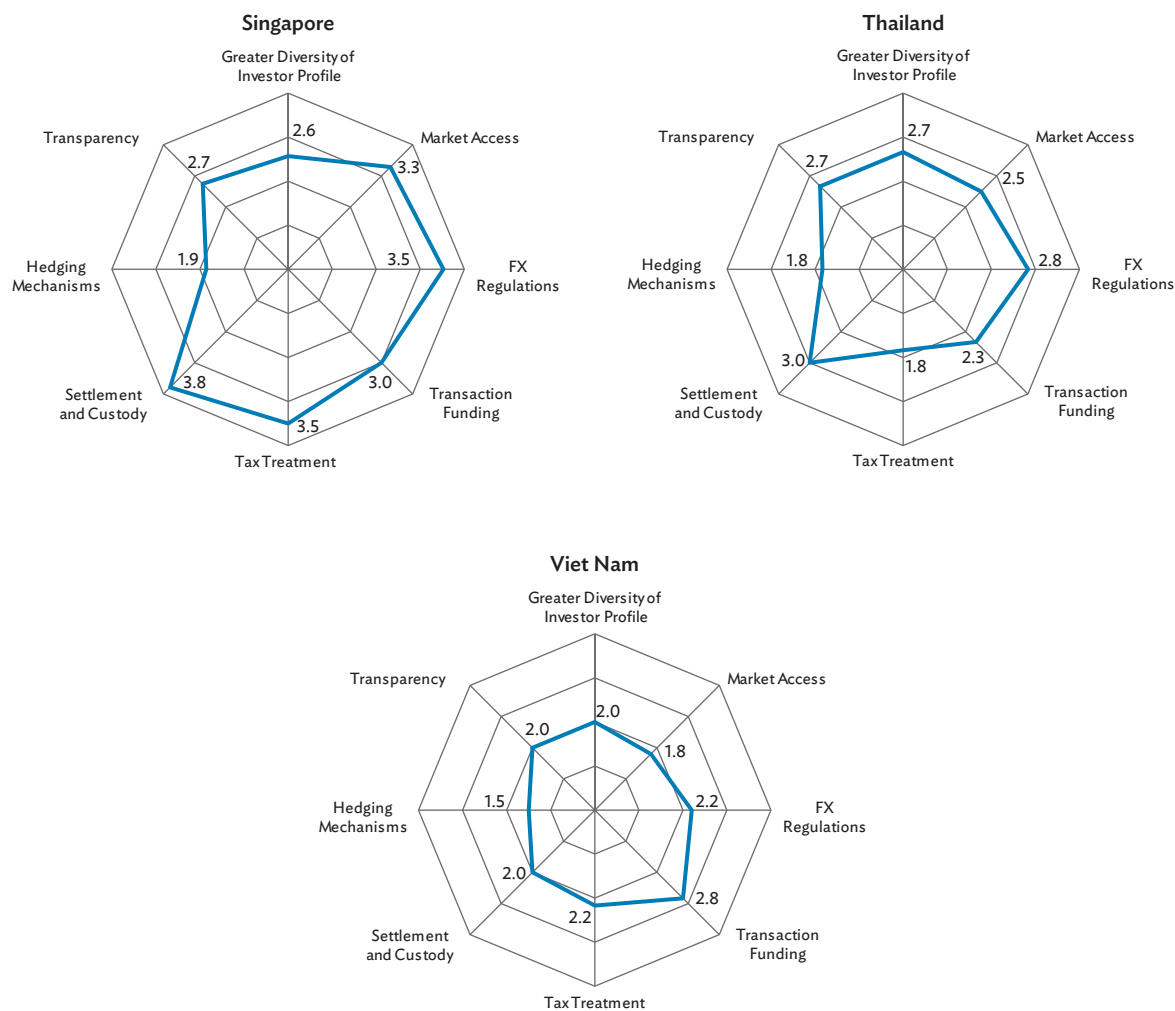 Singapore
Greater Diversity of
Investor Profile
Transparency
2.6
Market Access
2.7
3.3
Hedging
Mechanisms
1.9
3.5
FX
Regulations
Settlement
and Custody
3.8
3.0
Transaction
Funding
3.5
Tax Treatment
Thailand
Greater Diversity of
Investor Profile
Transparency
2.7
Market Access
2.7
2.5
Hedging
Mechanisms
1.8
2.8
FX
Regulations
3.0
Settlement
and Custody
1.8
2.3
Transaction
Funding
Tax Treatment
Viet Nam
Greater Diversity of
Investor Profile
Transparency
Market Access
2.0
2.0
1.8
Hedging
Mechanisms
1.5
2.2
FX
Regulations
2.0
2.2
2.8
Settlement
and Custody
Transaction
Funding
Tax Treatment